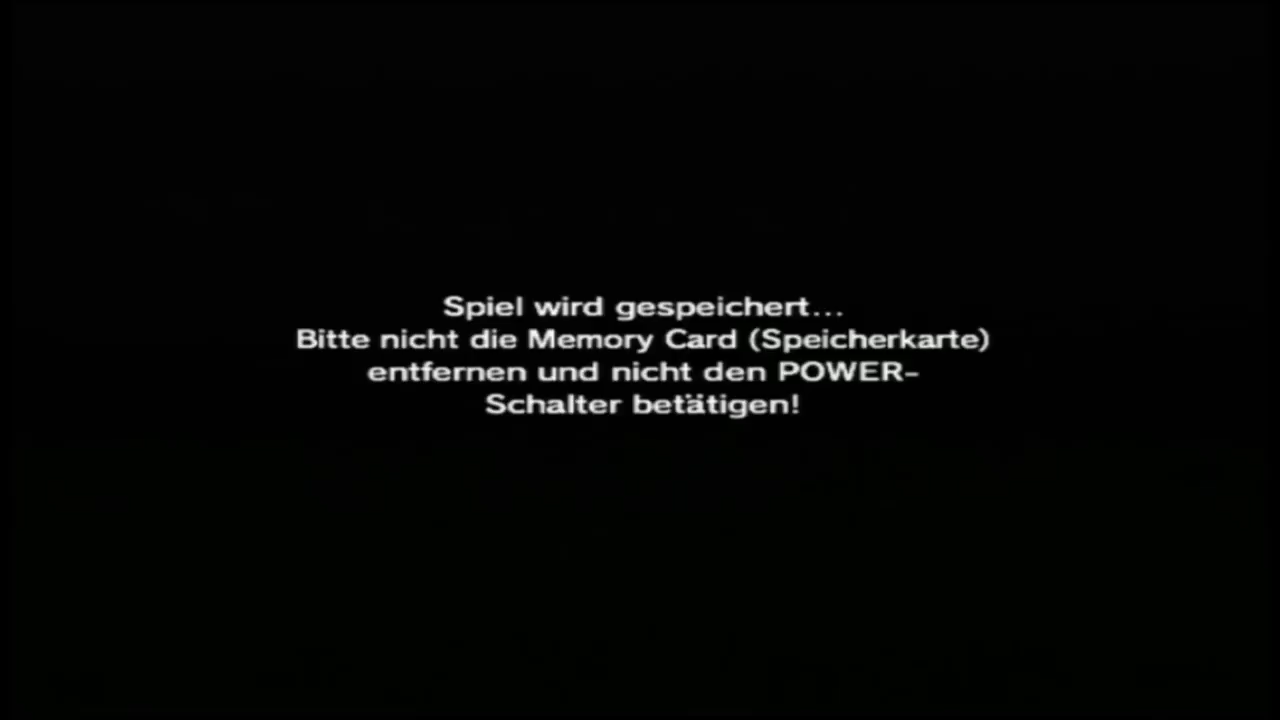 Spiel wird gespeichert...
Bitte nicht die Memory Card (Speicherkarte)
entfernen und nicht den POWER-
Schalter betätigen!